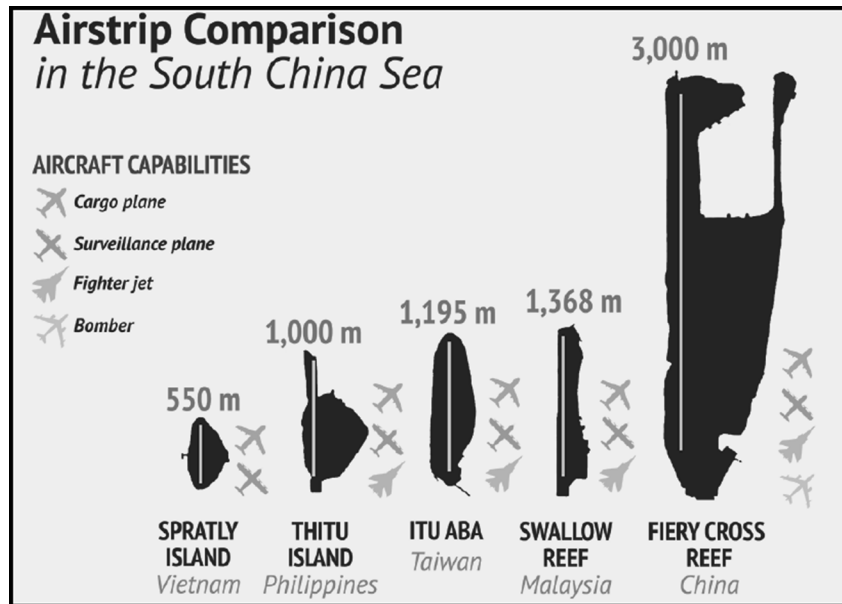 Airstrip Comparison
in the South China Sea
AIRCRAFT CAPABILITIES
Cargo plane
Surveillance plane
Fighter jet
Bomber
550 m
1,000 m
1,195 m
1,368 m
3,000 m
SPRATLY
ISLAND
Vietnam
THITU
ISLAND
Philippines
ITU ABA
Taiwan
SWALLOW
REEF
Malaysia
FIERY CROSS
REEF
China